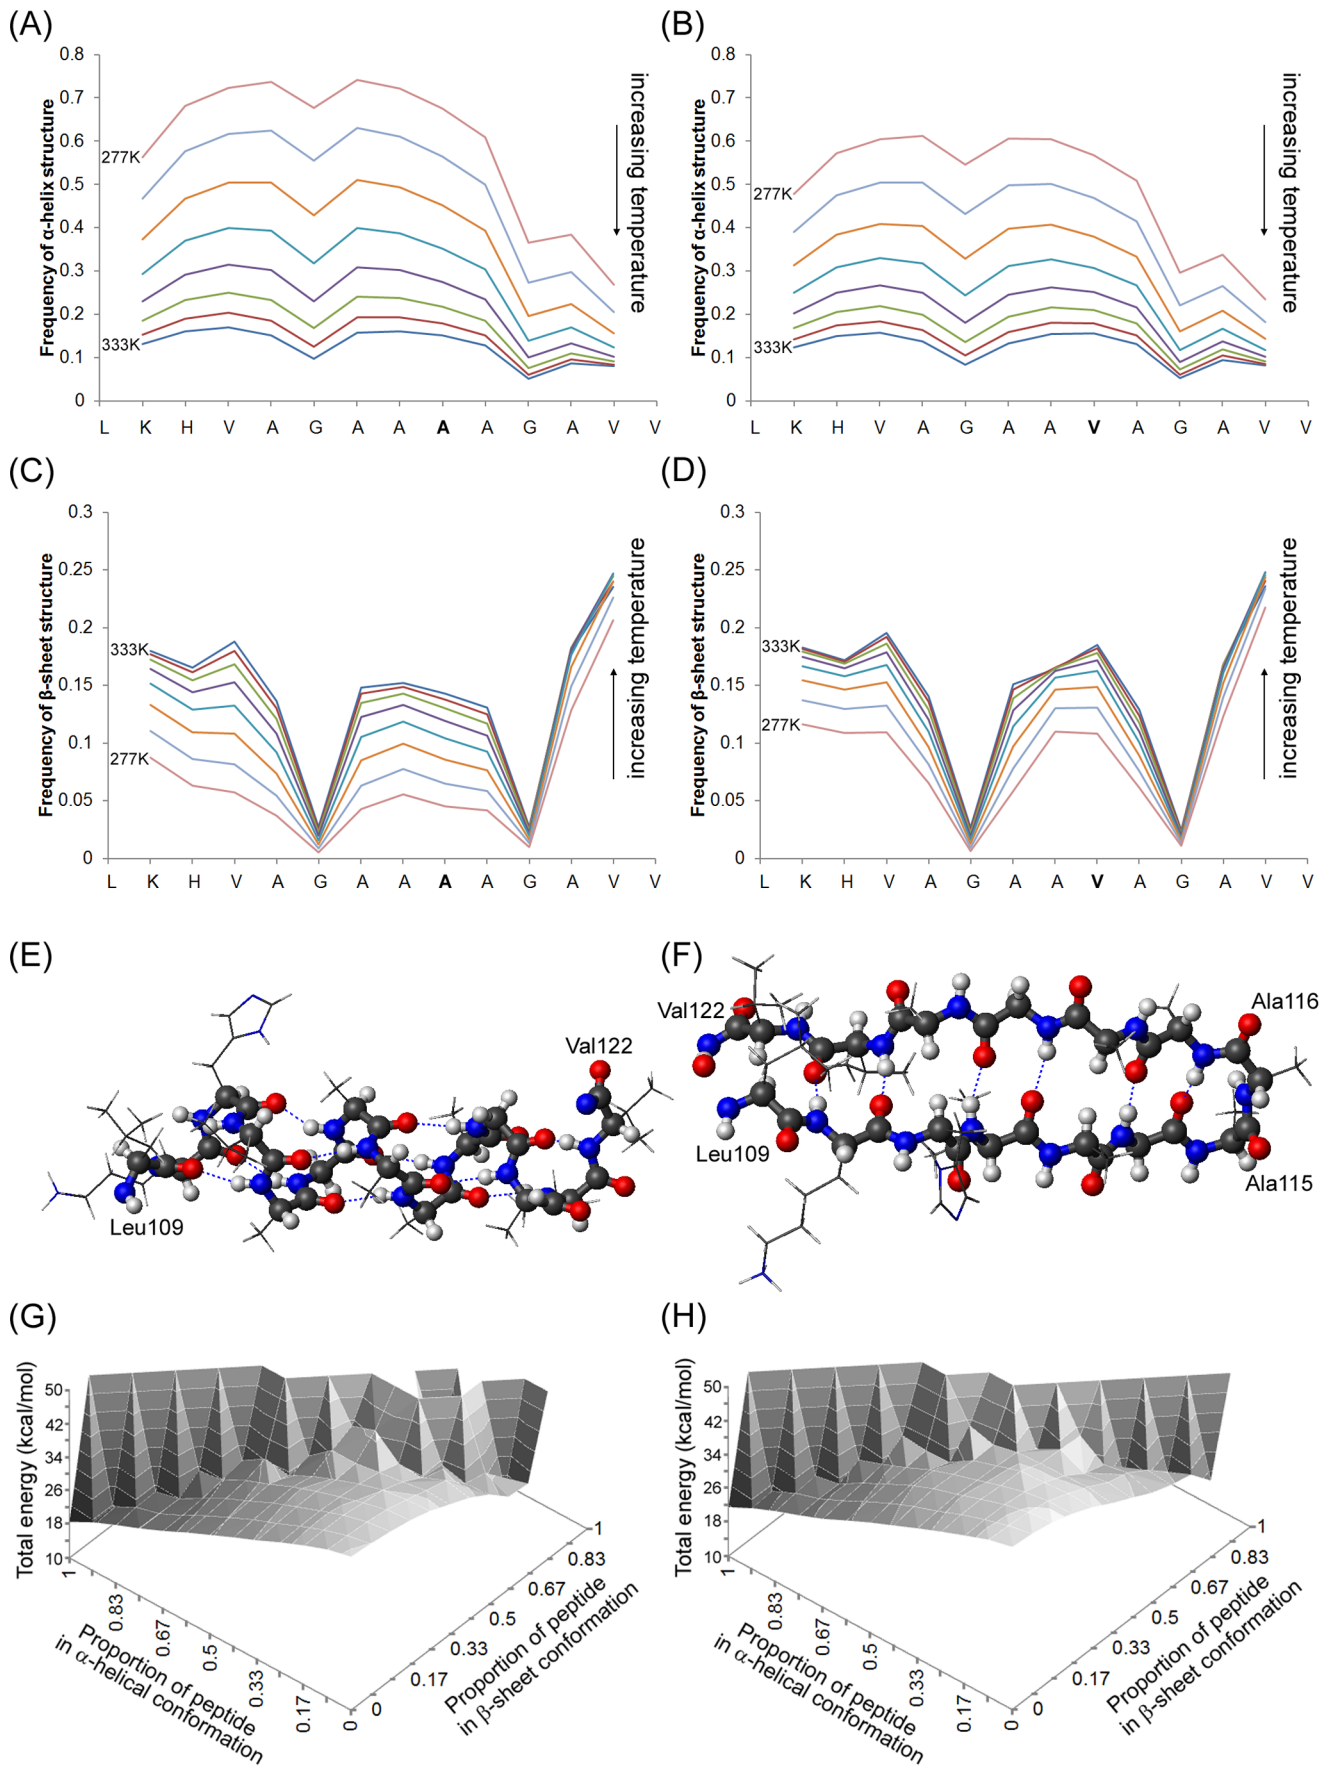 (A)
0.8
0.7
0.6
0.5
0.4
0.3
0.2
0.1
0
Frequency of α-helix structure
277K
333K
increasing temperature
L K H V A G A A A A G A V V
(B)
0.8
0.7
0.6
0.5
0.4
0.3
0.2
0.1
0
Frequency of α-helix structure
277K
333K
increasing temperature
L K H V A G A A V A G A V V
(C)
0.3
0.25
0.2
0.15
0.1
0.05
0
Frequency of β-sheet structure
333K
277K
increasing temperature
L K H V A G A A A A G A V V
(D)
0.3
0.25
0.2
0.15
0.1
0.05
0
Frequency of β-sheet structure
333K
277K
increasing temperature
L K H V A G A A V A G A V V
(E)
Val122
Leu109
(F)
Val122
Ala116
Leu109
Ala115
(G)
50
42
34
26
18
10
Total energy (kcal/mol)
1
0.83
0.67
0.5
0.33
0.17
0
Proportion of peptide
in α-helical conformation
0
0.17
0.33
0.5
0.67
0.83
1
Proportion of peptide
in β-sheet conformation
(H)
50
42
34
26
18
10
Total energy (kcal/mol)
1
0.83
0.67
0.5
0.33
0.17
0
Proportion of peptide
in α-helical conformation
0
0.17
0.33
0.5
0.67
0.83
1
Proportion of peptide
in β-sheet conformation